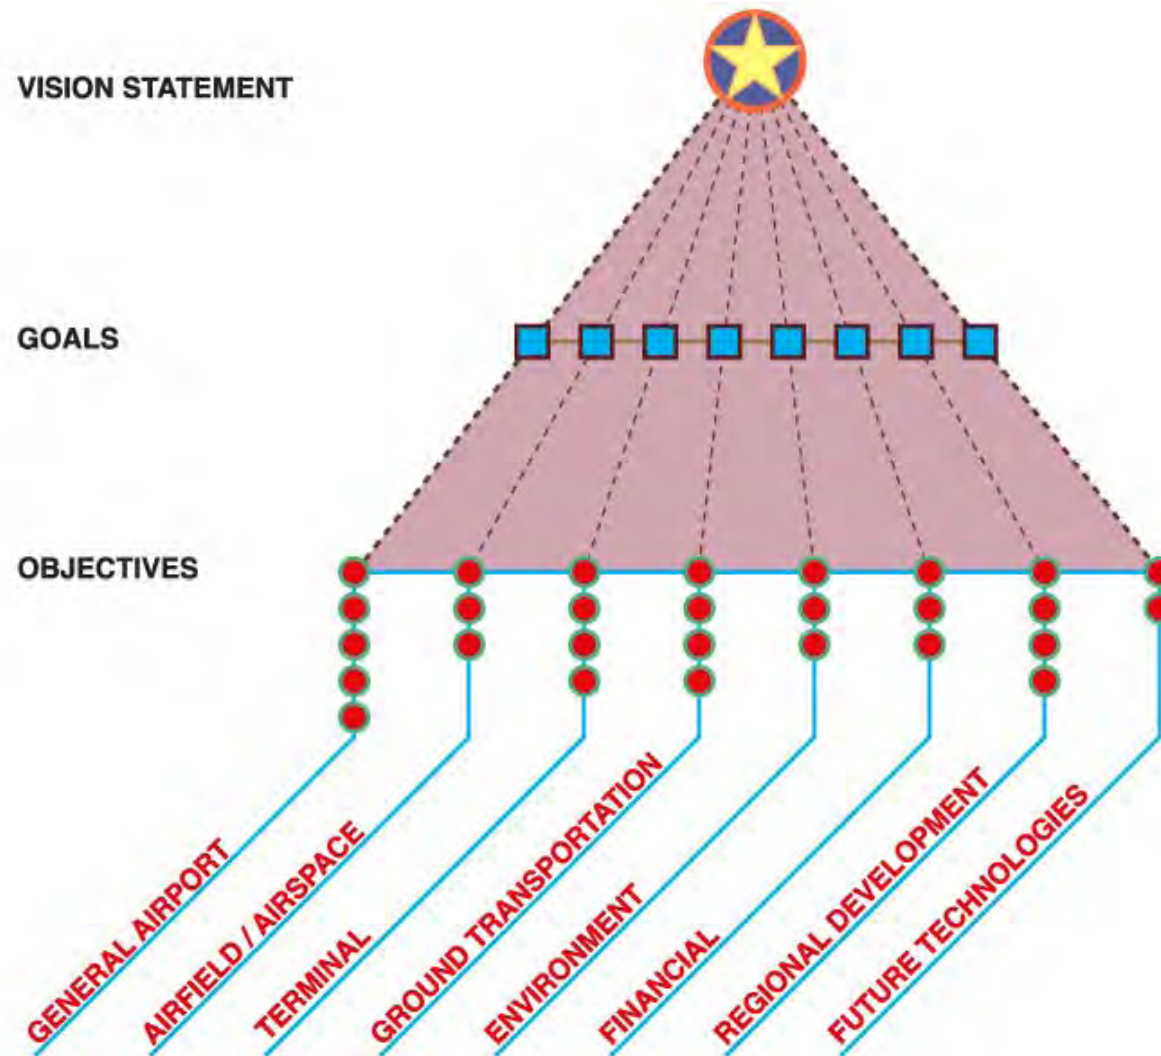 VISION STATEMENT
GOALS
OBJECTIVES
GENERAL AIRPORT
AIRFIELD / AIRSPACE
TERMINAL
GROUND TRANSPORTATION
ENVIRONMENT
FINANCIAL
REGIONAL DEVELOPMENT
FUTURE TECHNOLOGIES